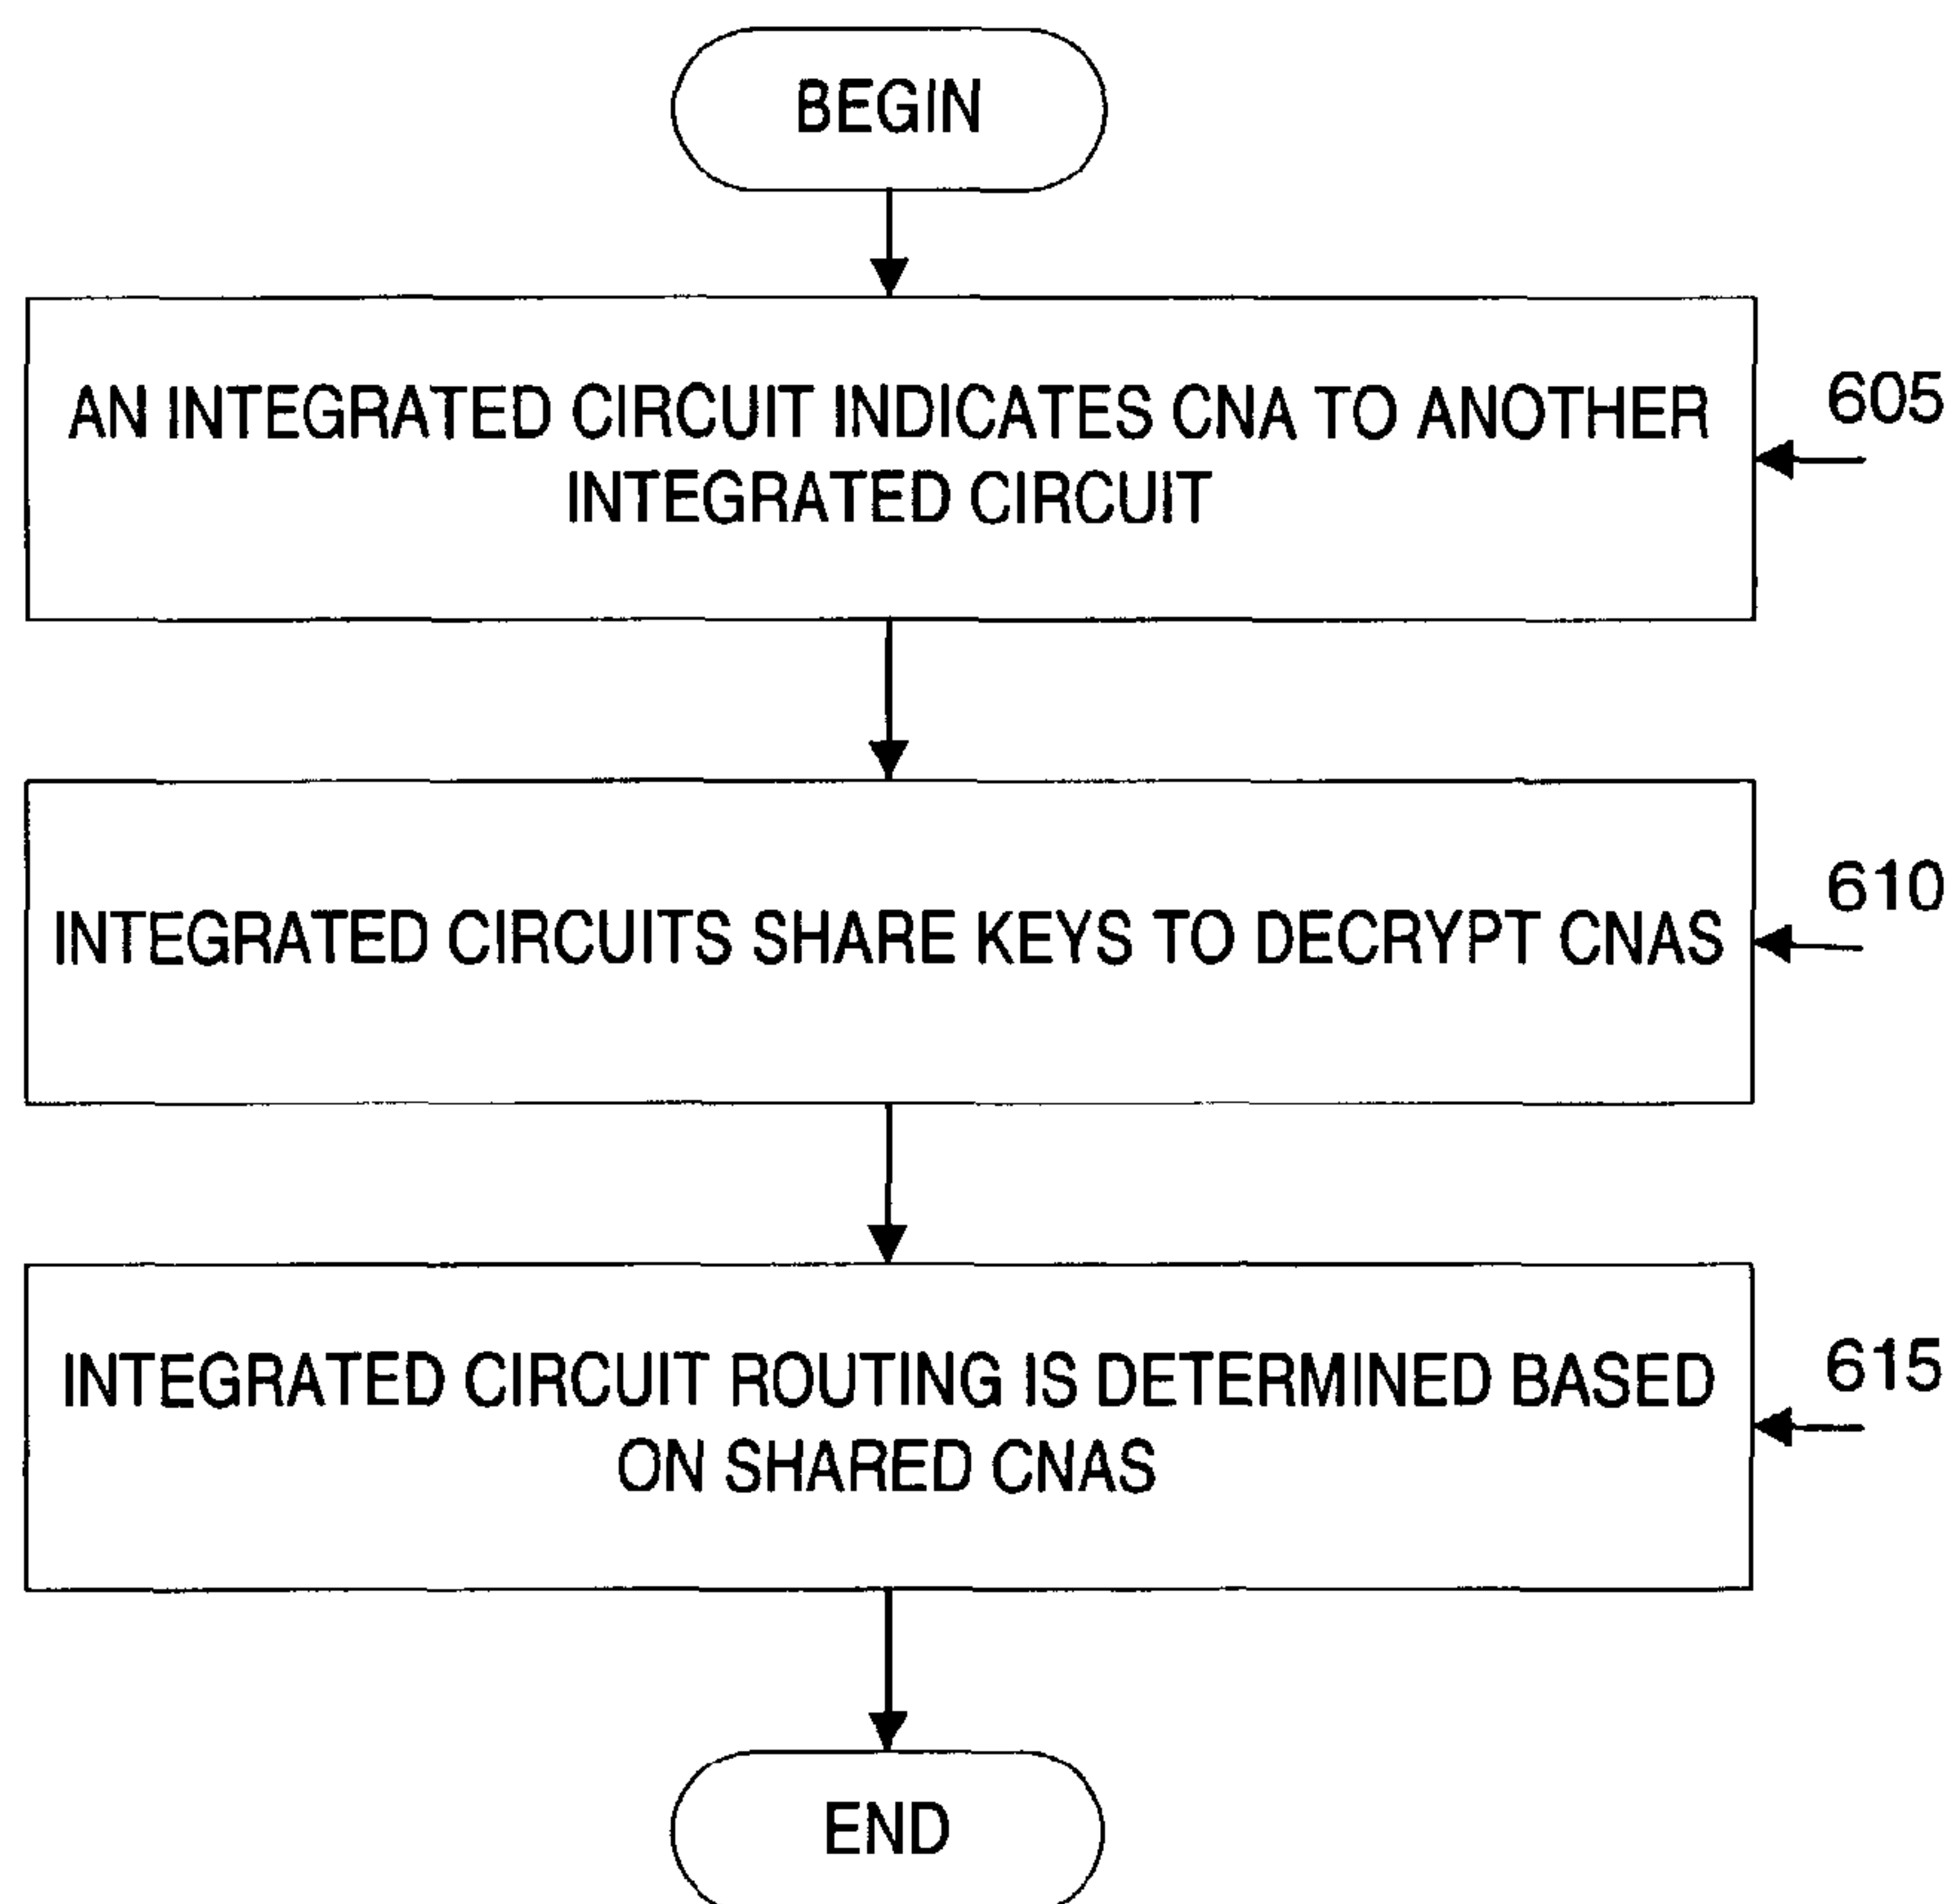 BEGIN
AN INTEGRATED CIRCUIT INDICATES CNA TO ANOTHER
INTEGRATED CIRCUIT
605
INTEGRATED CIRCUITS SHARE KEYS TO DECRYPT CNAS
610
INTEGRATED CIRCUIT ROUTING IS DETERMINED BASED
ON SHARED CNAS
615
END